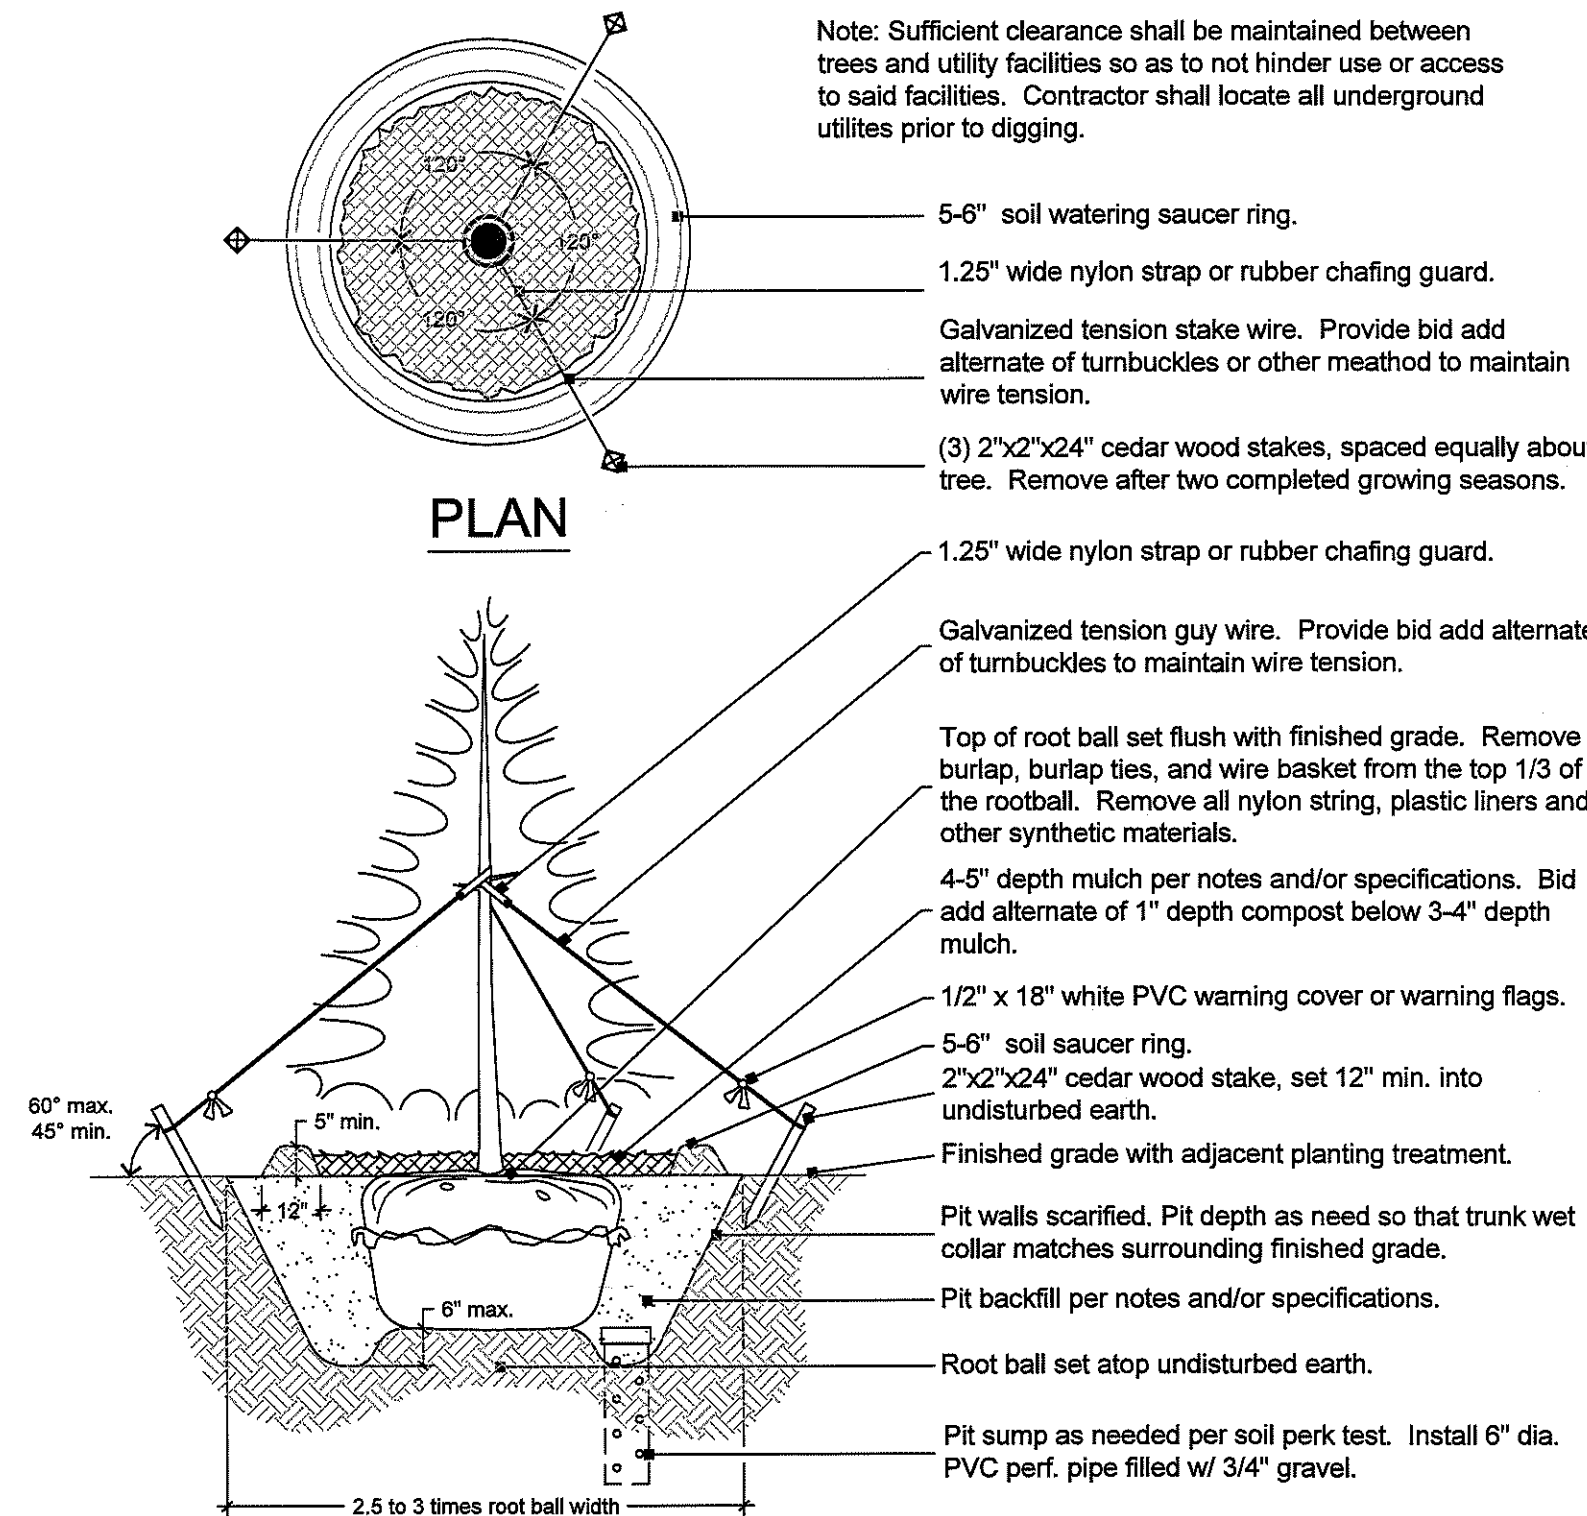 Note: Sufficient clearance shall be maintained between
trees and utility facilities so as to not hinder use or access
to said facilities. Contractor shall locate all underground
utilites prior to digging.
120°
120°
120°
5-6" soil watering saucer ring.
1.25" wide nylon strap or rubber chafing guard.
Galvanized tension stake wire. Provide bid add
alternate of turnbuckles or other meathod to maintain
wire tension.
(3) 2"x2"x24" cedar wood stakes, spaced equally abou
tree. Remove after two completed growing seasons.
PLAN
1.25" wide nylon strap or rubber chafing guard.
Galvanized tension guy wire. Provide bid add alternate
of turnbuckles to maintain wire tension.
Top of root ball set flush with finished grade. Remove
burlap, burlap ties, and wire basket from the top 1/3 of
the rootball. Remove all nylon string, plastic liners and
other synthetic materials.
4-5" depth mulch per notes and/or specifications. Bid
add alternate of 1" depth compost below 3-4" depth
mulch.
1/2" x 18" white PVC warning cover or warning flags.
5-6" soil saucer ring.
2"x2"x24" cedar wood stake, set 12" min. into
undisturbed earth.
60° max.
45° min.
5" min.
Finished grade with adjacent planting treatment.
12"
Pit walls scarified. Pit depth as need so that trunk wet
collar matches surrounding finished grade.
6" max.
Pit backfill per notes and/or specifications.
Root ball set atop undisturbed earth.
Pit sump as needed per soil perk test. Install 6" dia.
PVC perf. pipe filled w/ 3/4" gravel.
2.5 to 3 times root ball width